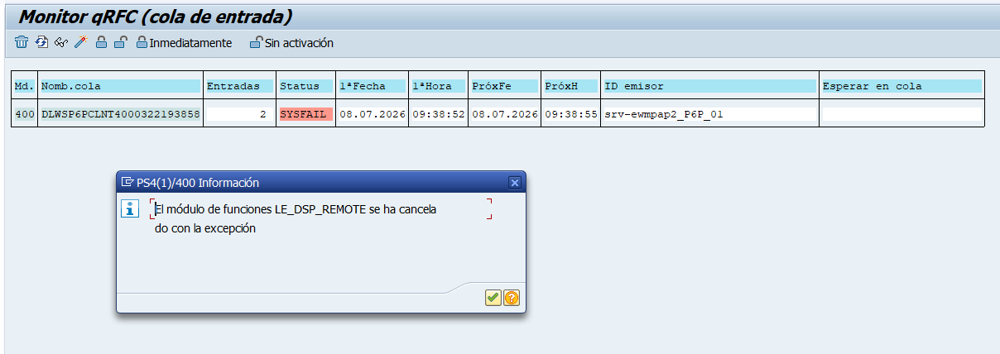 Monitor qRFC (cola de entrada)
Inmediatamente Sin activación
Md. Nomb.cola Entradas Status 1ªFecha 1ªHora PróxFe PróxH ID emisor Esperar en cola
400 DLWSP6PCLNT4000322193858 2 SYSFAIL 08.07.2026 09:38:52 08.07.2026 09:38:55 srv-ewmpap2_P6P_01
PS4(1)/400 Información
El módulo de funciones LE_DSP_REMOTE se ha cancela
do con la excepción